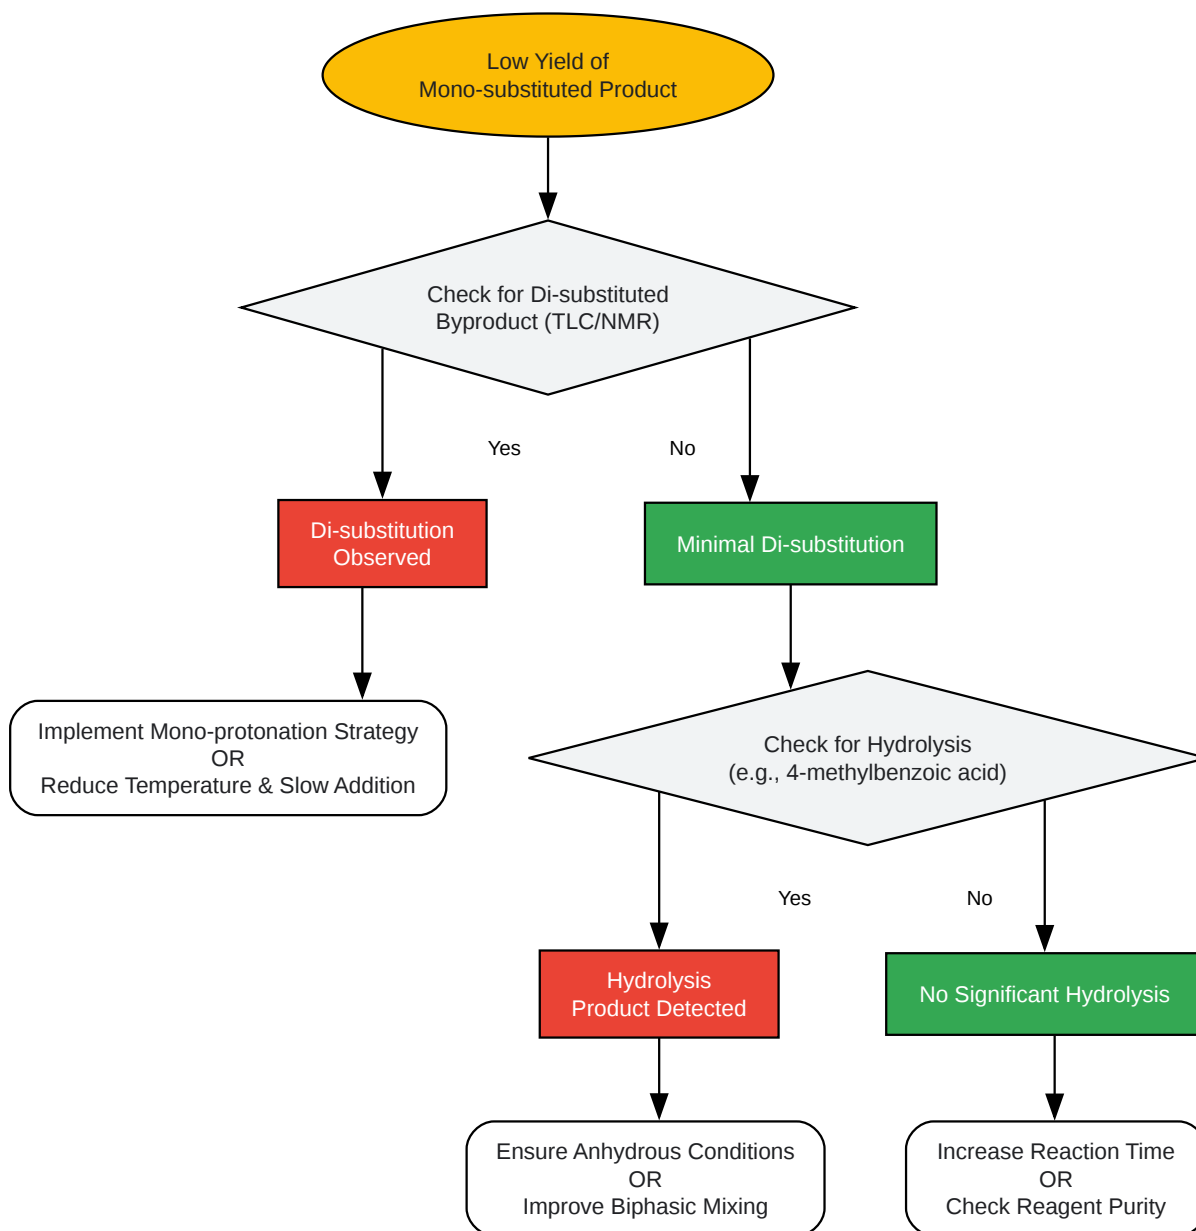 Low Yield of
Mono-substituted Product
Check for Di-substituted
Byproduct (TLC/NMR)
Yes
No
Di-substitution
Observed
Minimal Di-substitution
Implement Mono-protonation Strategy
OR
Reduce Temperature & Slow Addition
Check for Hydrolysis
(e.g., 4-methylbenzoic acid)
Yes
No
Hydrolysis
Product Detected
No Significant Hydrolysis
Ensure Anhydrous Conditions
OR
Improve Biphasic Mixing
Increase Reaction Time
OR
Check Reagent Purity